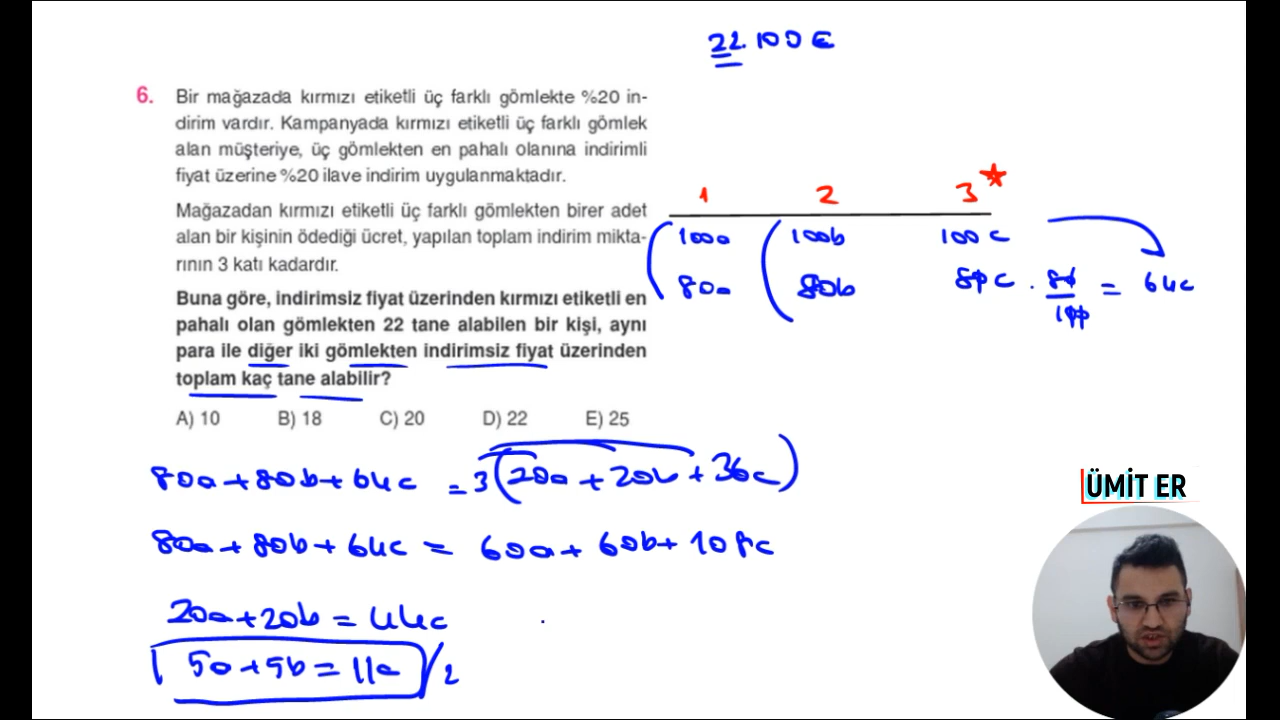 22.100c
6. Bir mağazada kırmızı etiketli üç farklı gömlekte %20 in-
dirim vardır. Kampanyada kırmızı etiketli üç farklı gömlek
alan müşteriye, üç gömlekten en pahalı olanına indirimli
fiyat üzerine %20 ilave indirim uygulanmaktadır.
Mağazadan kırmızı etiketli üç farklı gömlekten birer adet
alan bir kişinin ödediği ücret, yapılan toplam indirim mikta-
rının 3 katı kadardır.
Buna göre, indirimsiz fiyat üzerinden kırmızı etiketli en
pahalı olan gömlekten 22 tane alabilen bir kişi, aynı
para ile diğer iki gömlekten indirimsiz fiyat üzerinden
toplam kaç tane alabilir?
A) 10 B) 18 C) 20 D) 22 E) 25
1 2 3
100a 100b 100c
80a 80b 80c . 80/100 = 64c
80a + 80b + 64c = 3(20a + 20b + 36c)
80a + 80b + 64c = 60a + 60b + 108c
20a + 20b = 44c
5a + 5b = 11c / 2
ÜMİT ER